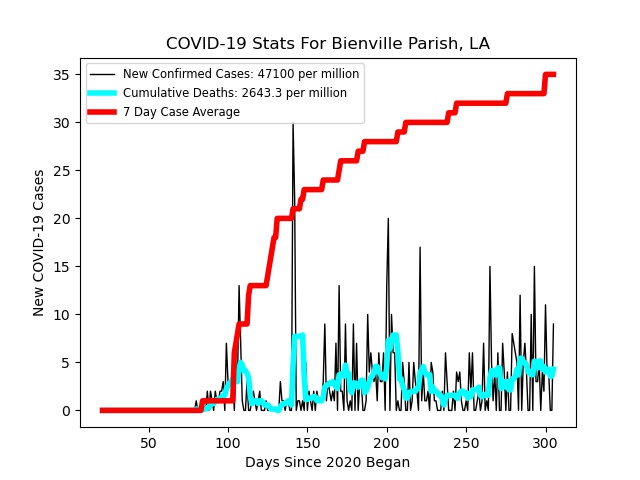 COVID-19 Stats For Bienville Parish, LA
New Confirmed Cases: 47100 per million
Cumulative Deaths: 2643.3 per million
7 Day Case Average
New COVID-19 Cases
35
30
25
20
15
10
5
0
50 100 150 200 250 300
Days Since 2020 Began